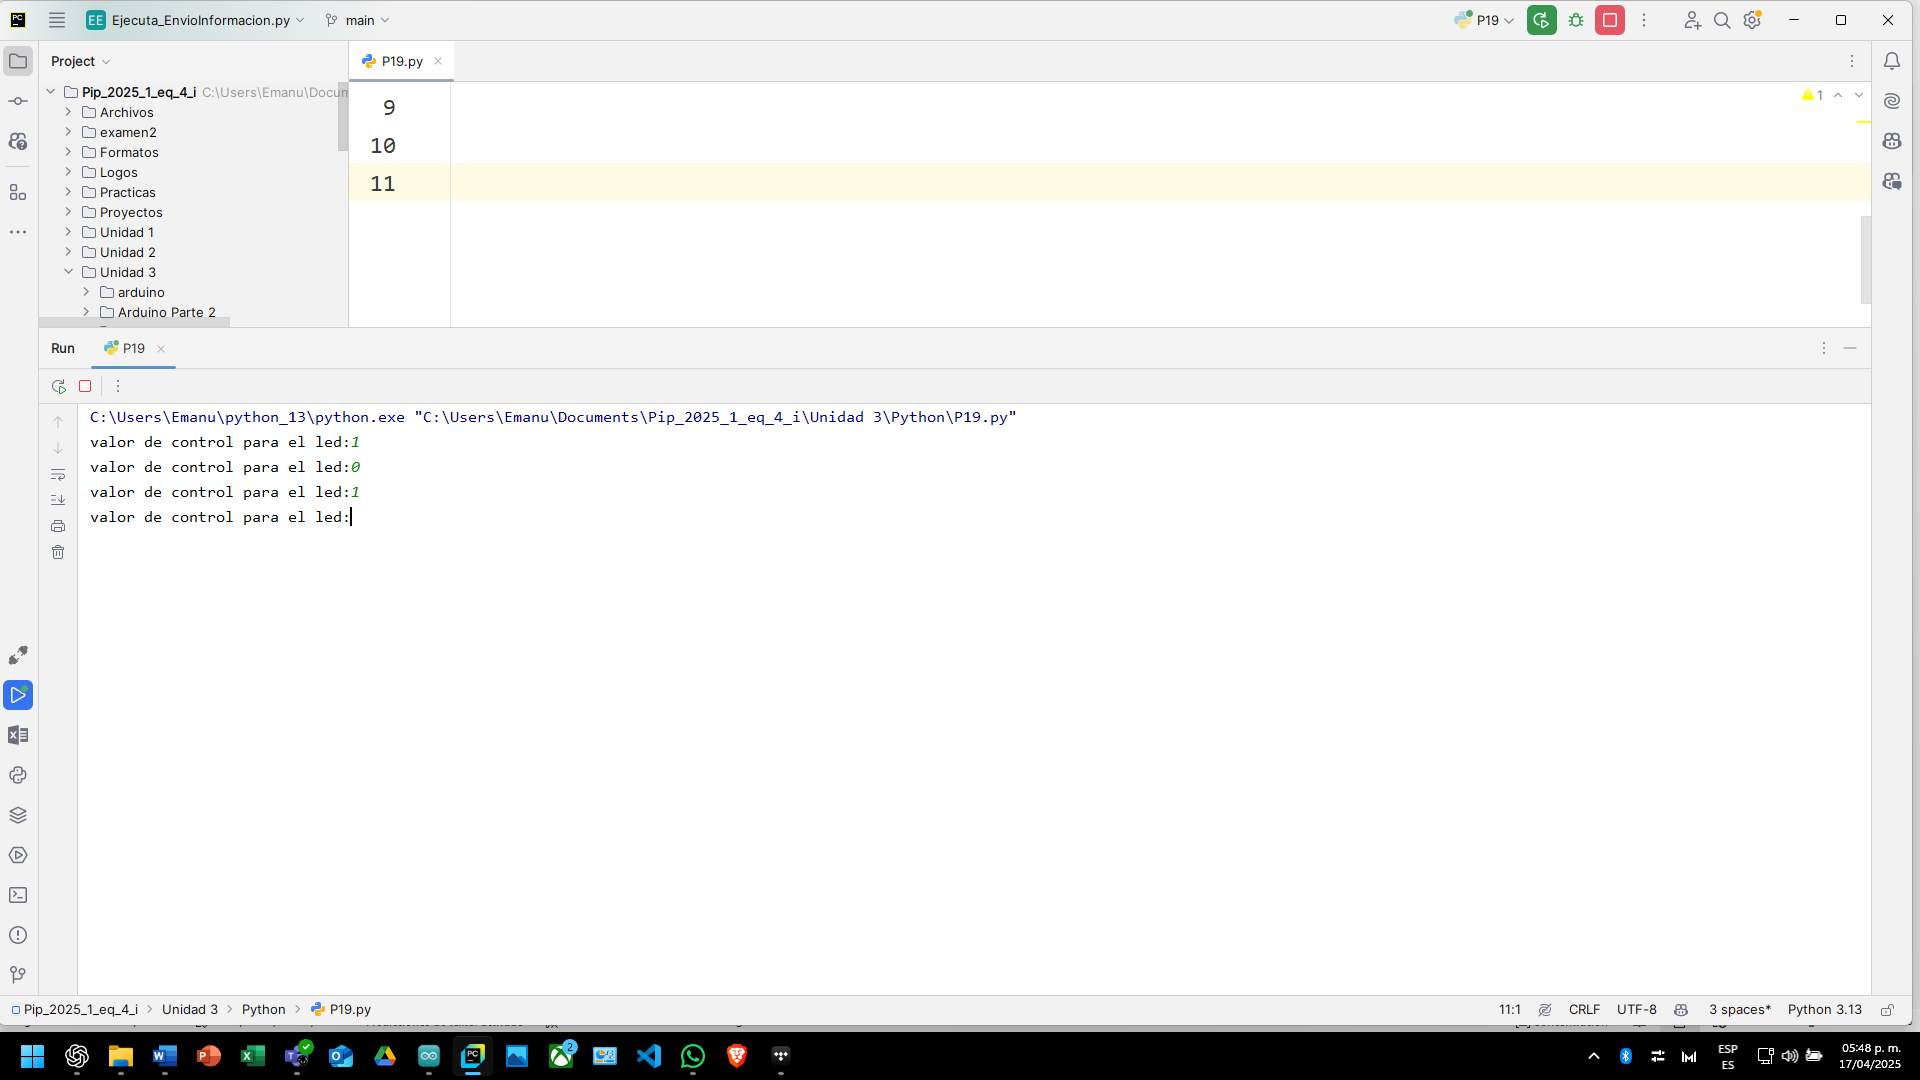 PC
EE Ejecuta_EnvioInformacion.py main P19
Project
P19.py
Pip_2025_1_eq_4_i C:\Users\Emanu\Docum
Archivos
examen2
Formatos
Logos
Practicas
Proyectos
Unidad 1
Unidad 2
Unidad 3
arduino
Arduino Parte 2
9
10
11
1
Run P19
C:\Users\Emanu\python_13\python.exe "C:\Users\Emanu\Documents\Pip_2025_1_eq_4_i\Unidad 3\Python\P19.py"
valor de control para el led:1
valor de control para el led:0
valor de control para el led:1
valor de control para el led:
Pip_2025_1_eq_4_i Unidad 3 Python P19.py 11:1 CRLF UTF-8 3 spaces* Python 3.13
2
ESP
ES
05:48 p. m.
17/04/2025